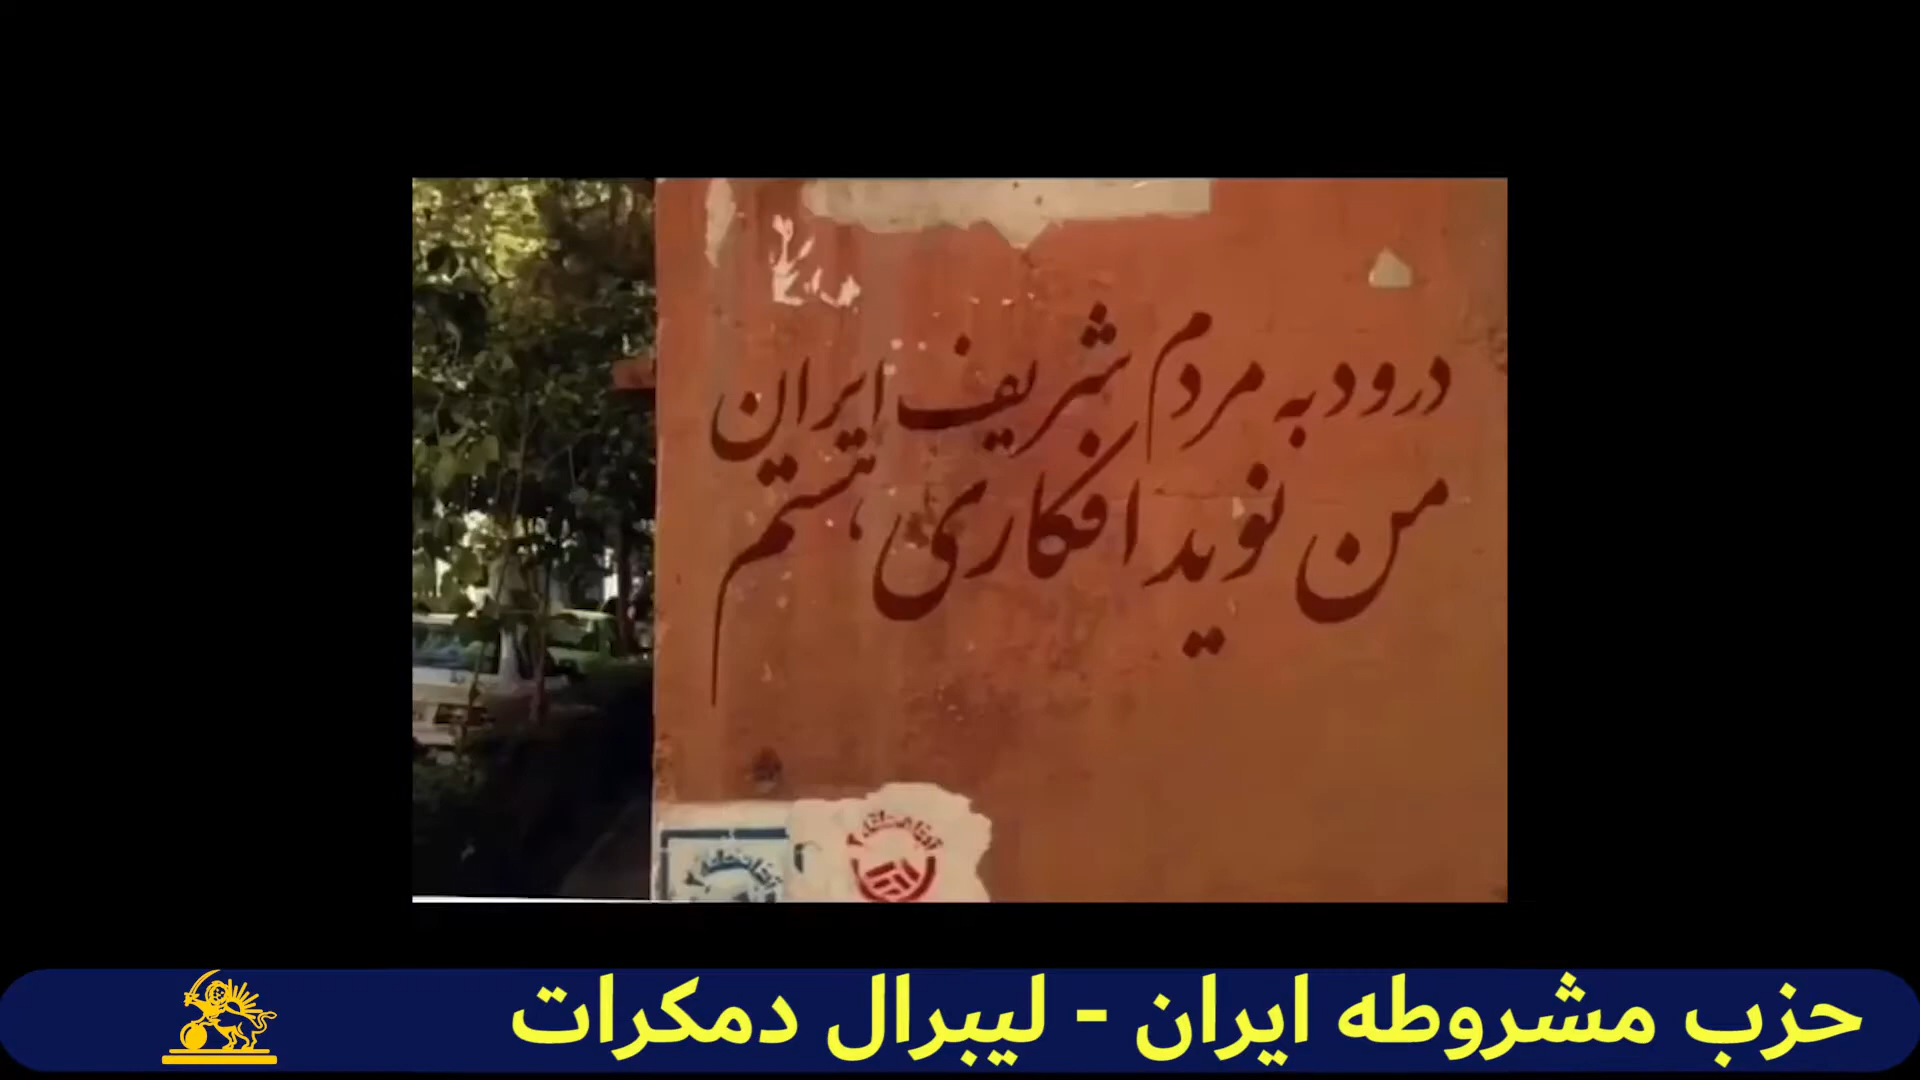 درود به مردم شریف ایران
من نوید افکاری هستم
حزب مشروطه ایران - لیبرال دمکرات